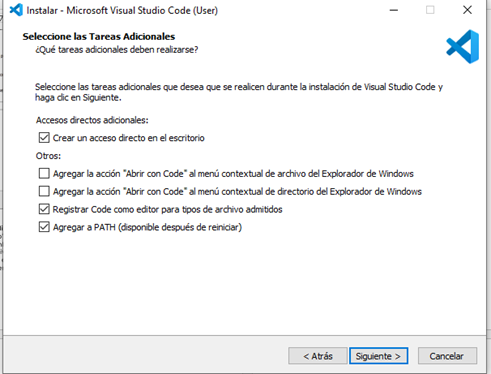 Instalar - Microsoft Visual Studio Code (User)
Seleccione las Tareas Adicionales
¿Qué tareas adicionales deben realizarse?
Seleccione las tareas adicionales que desea que se realicen durante la instalación de Visual Studio Code y
haga clic en Siguiente.
Accesos directos adicionales:
Crear un acceso directo en el escritorio
Otros:
Agregar la acción "Abrir con Code" al menú contextual de archivo del Explorador de Windows
Agregar la acción "Abrir con Code" al menú contextual de directorio del Explorador de Windows
Registrar Code como editor para tipos de archivo admitidos
Agregar a PATH (disponible después de reiniciar)
< Atrás Siguiente > Cancelar